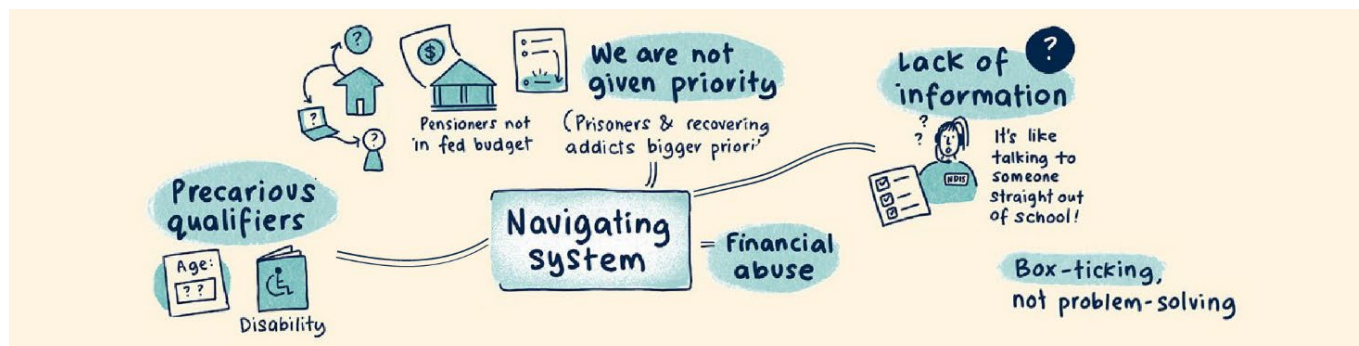 We are not
given priority
(Prisoners & recovering
addicts bigger
Pensioners not
in fed budget
?
?
?
$
Lack of
information
?
?
?
NDIS
It's like
talking to
someone
straight out
of school!
Precarious
qualifiers
Age:
??
Disability
Navigating
system
Financial
abuse
Box-ticking,
not problem-solving